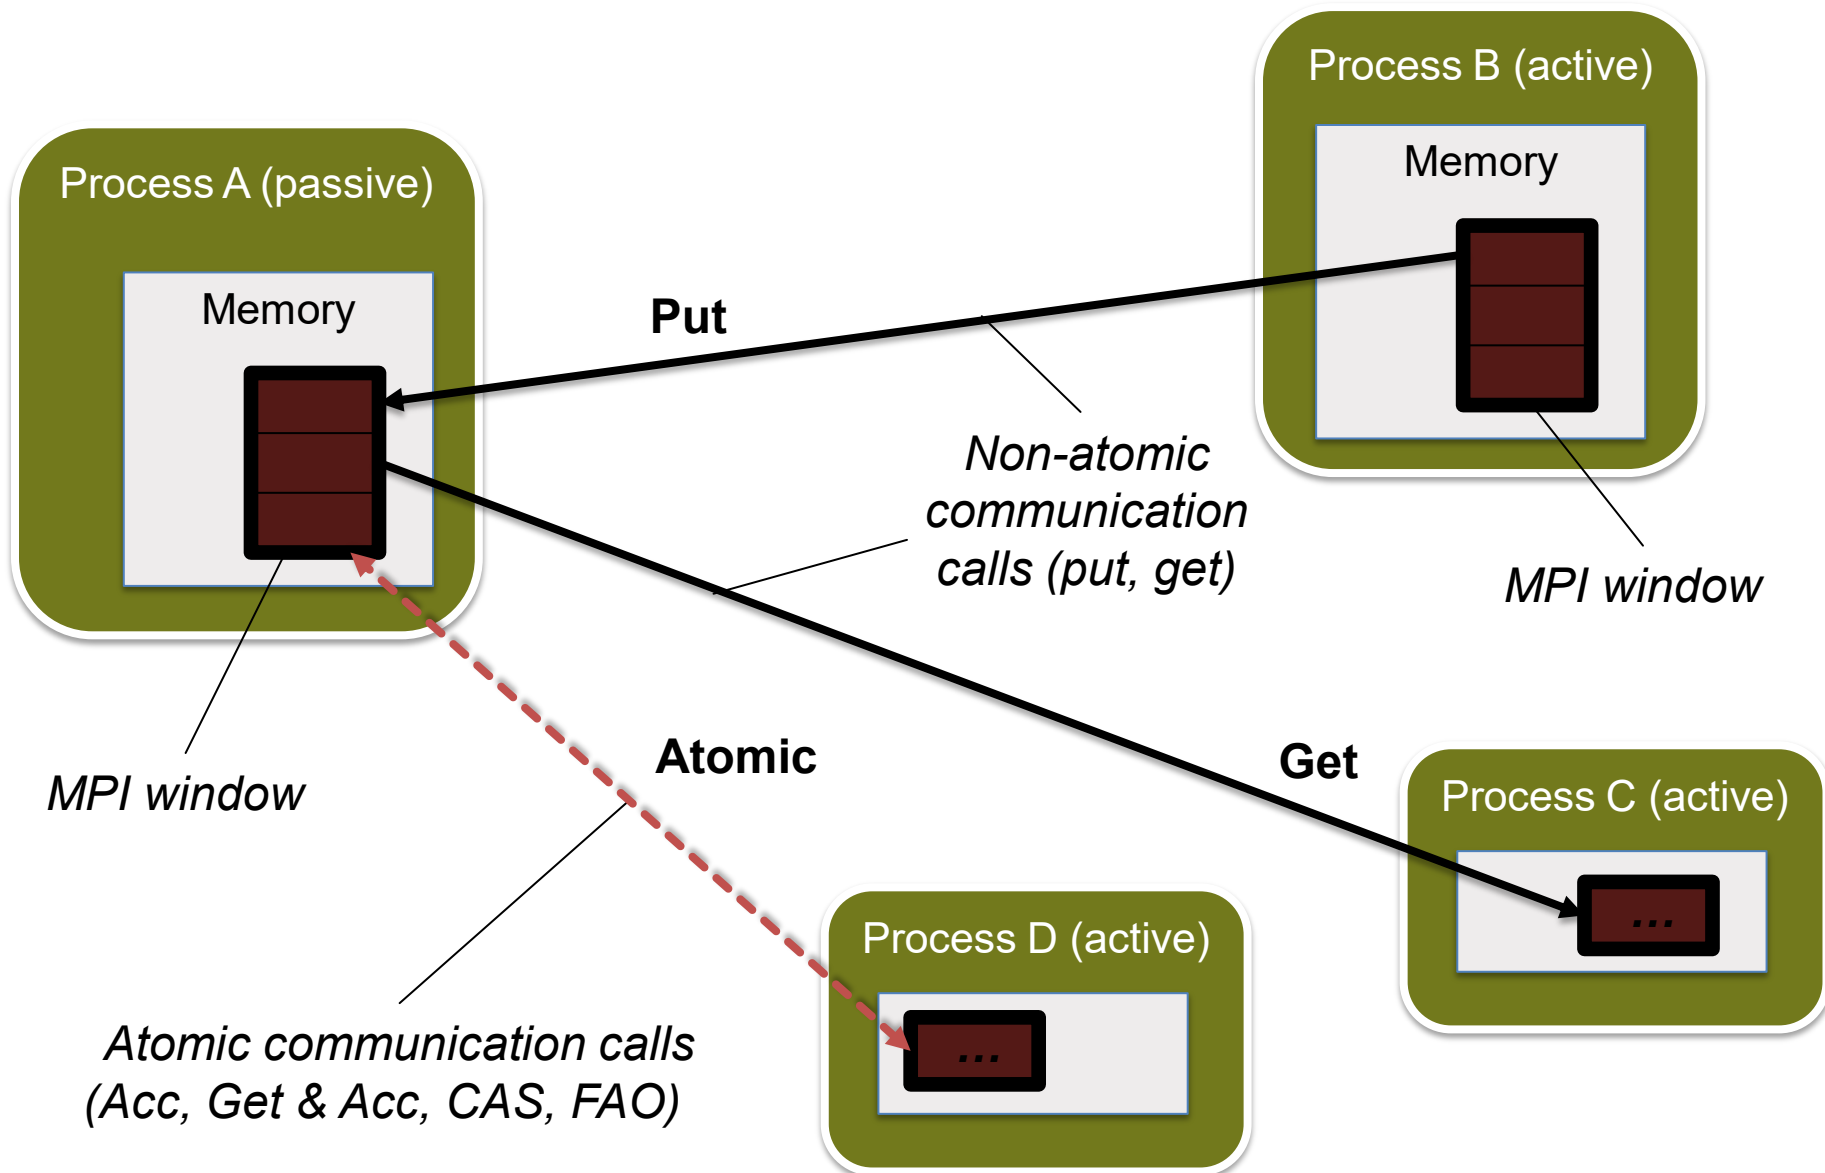 Process B (active)
Memory
Process A (passive)
Memory
Put
Non-atomic
communication
calls (put, get)
MPI window
MPI window
Atomic
Get
Process C (active)
...
Process D (active)
...
Atomic communication calls
(Acc, Get & Acc, CAS, FAO)